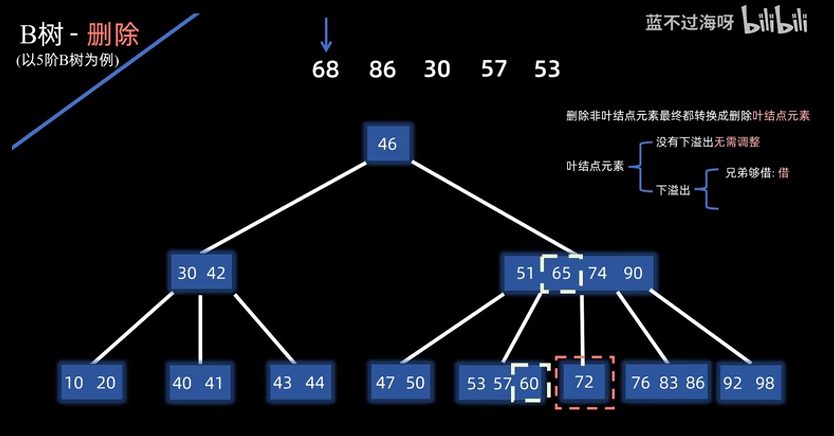 B树 - 删除
(以5阶B树为例)
蓝不过海呀 bilibili
68 86 30 57 53
删除非叶结点元素最终都转换成删除叶结点元素
没有下溢出无需调整
叶结点元素
兄弟够借: 借
下溢出
46
30 42
51 65 74 90
10 20
40 41
43 44
47 50
53 57 60
72
76 83 86
92 98